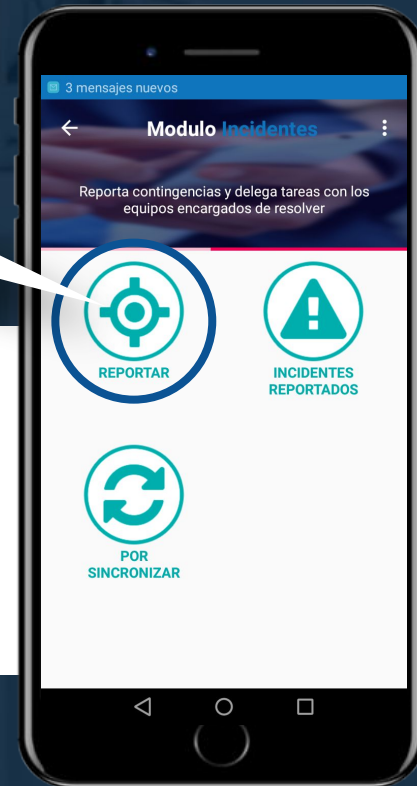 3 mensajes nuevos
Modulo Incidentes
Reporta contingencias y delega tareas con los
equipos encargados de resolver
REPORTAR
INCIDENTES
REPORTADOS
POR
SINCRONIZAR